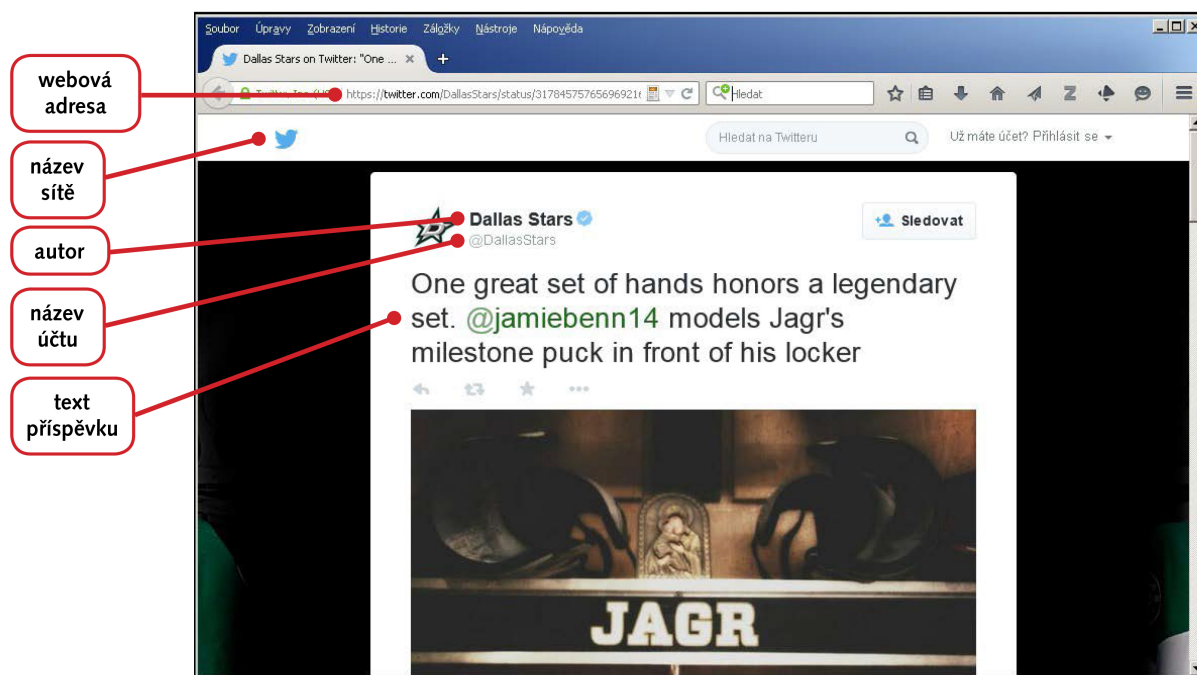 Soubor Úpravy Zobrazení Historie Záložky Nástroje Nápověda
Dallas Stars on Twitter: "One ...
webová
adresa
https://twitter.com/DallasStars/status/31784575765696921
Hledat
název
sítě
Hledat na Twitteru
Už máte účet? Přihlásit se
autor
Dallas Stars
@DallasStars
Sledovat
název
účtu
One great set of hands honors a legendary
set. @jamiebenn14 models Jagr's
milestone puck in front of his locker
text
příspěvku
JAGR